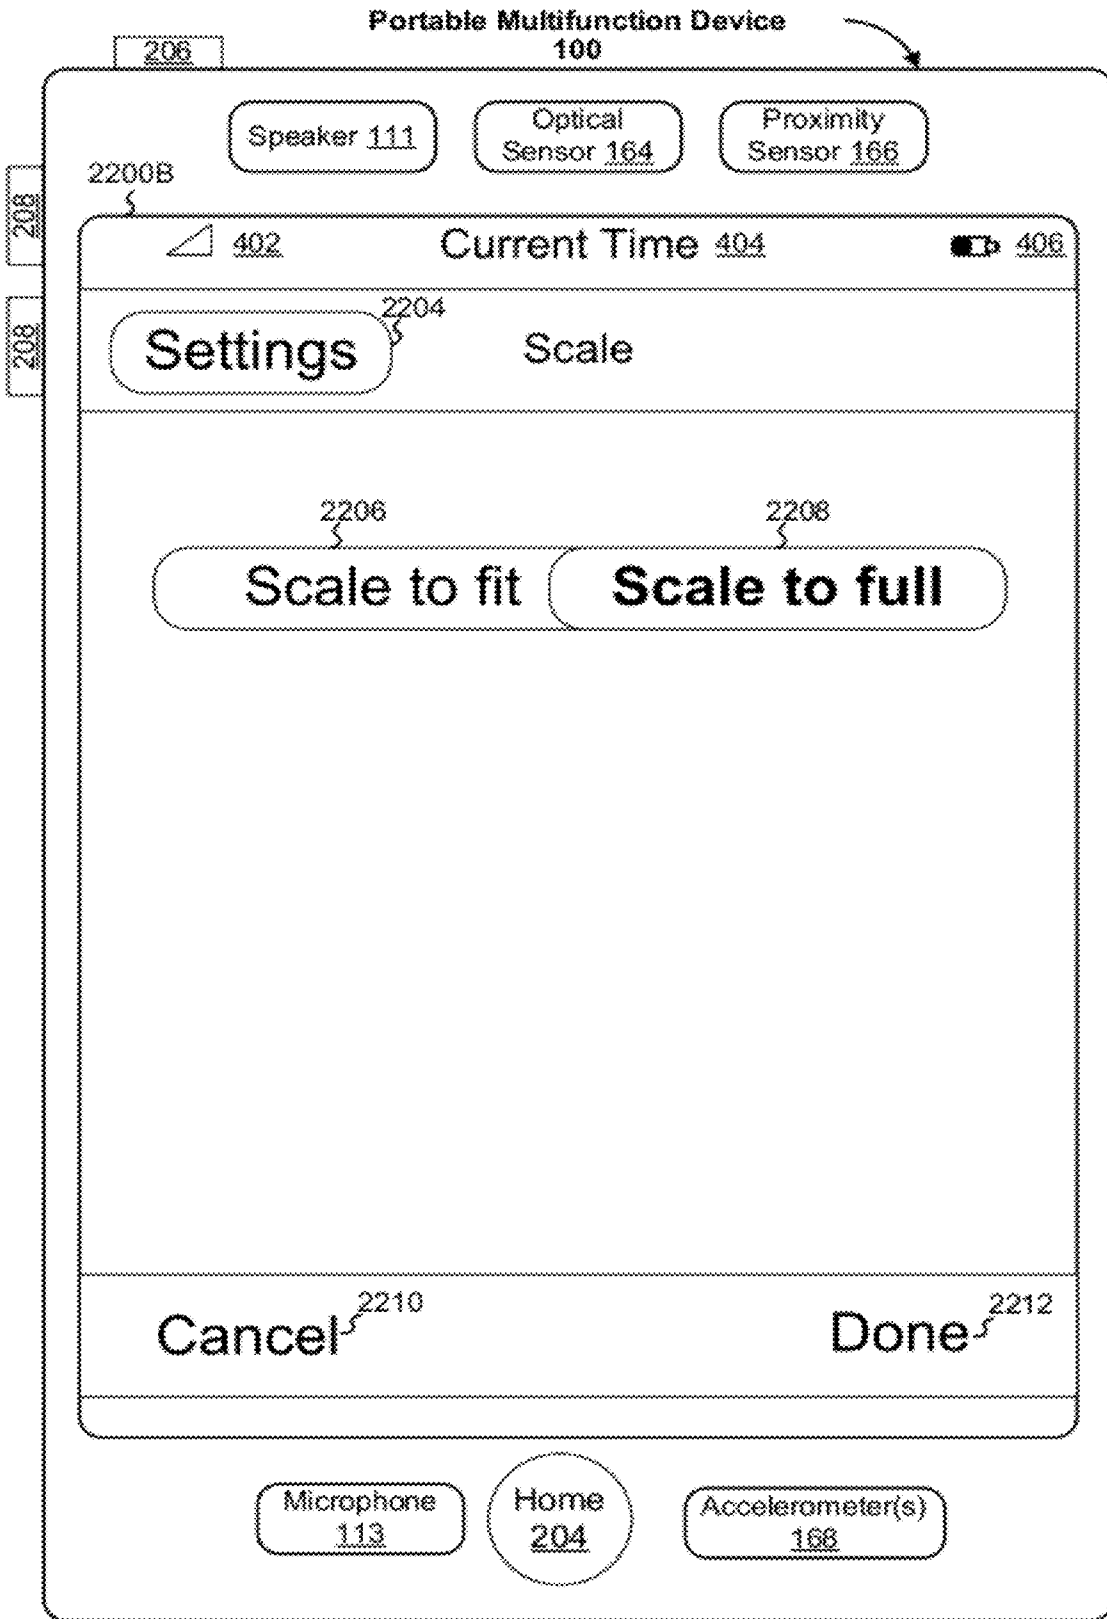 Portable Multifunction Device
100
206
Speaker 111
Optical
Sensor 164
Proximity
Sensor 166
2200B
208
402
Current Time 404
406
208
Settings
2204
Scale
2206
2208
Scale to fit
Scale to full
Cancel
2210
Done
2212
Microphone
113
Home
204
Accelerometer(s)
168